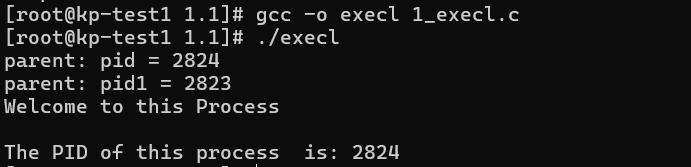 [root@kp-test1 1.1]# gcc -o execl 1_execl.c
[root@kp-test1 1.1]# ./execl
parent: pid = 2824
parent: pid1 = 2823
Welcome to this Process
The PID of this process  is: 2824